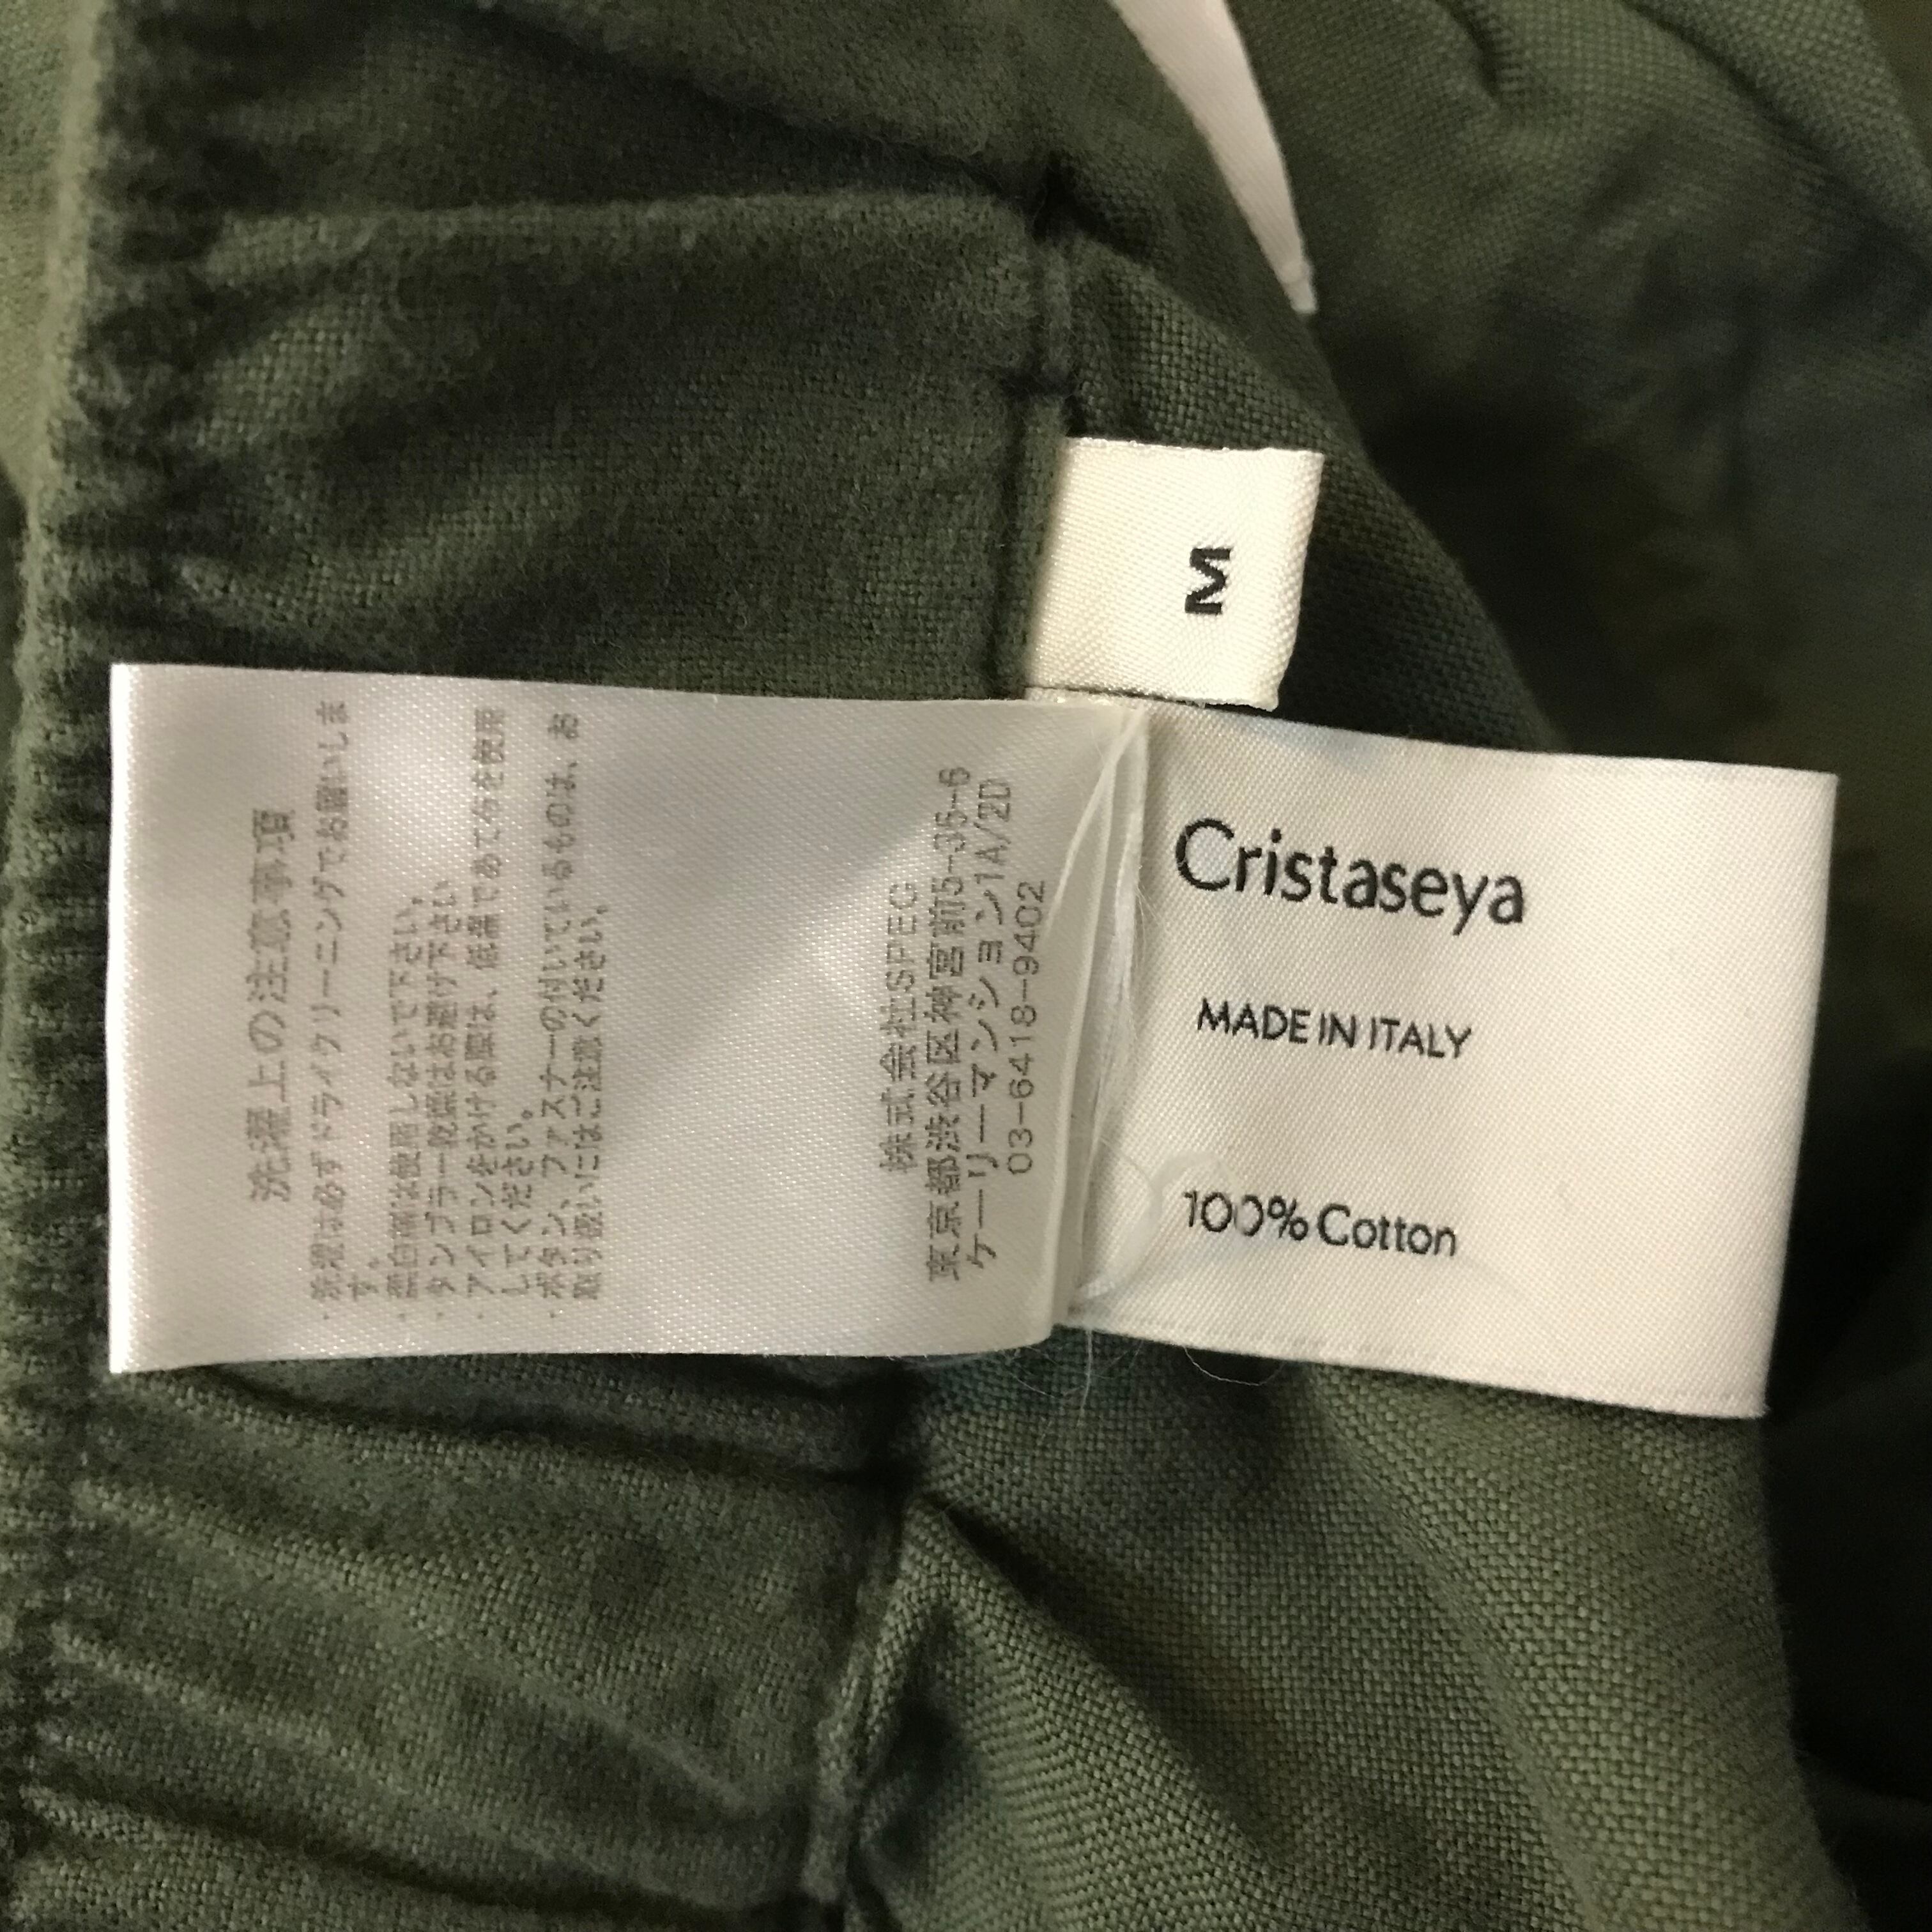 M
Cristaseya
MADE IN ITALY
100% Cotton
洗濯上の注意事項
・洗濯は必ずドライクリーニングでお願いしま
す。
・漂白剤は使用しないで下さい。
・タンブラー乾燥はお避け下さい
・アイロンをかける際は、低温であて布を使用
してください。
・ボタン、ファスナーの付いているものは、お
取り扱いにはご注意ください。
株式会社SPEG
東京都渋谷区神宮前5-36-6
ケーリーマンション1A/2D
03-6418-9402